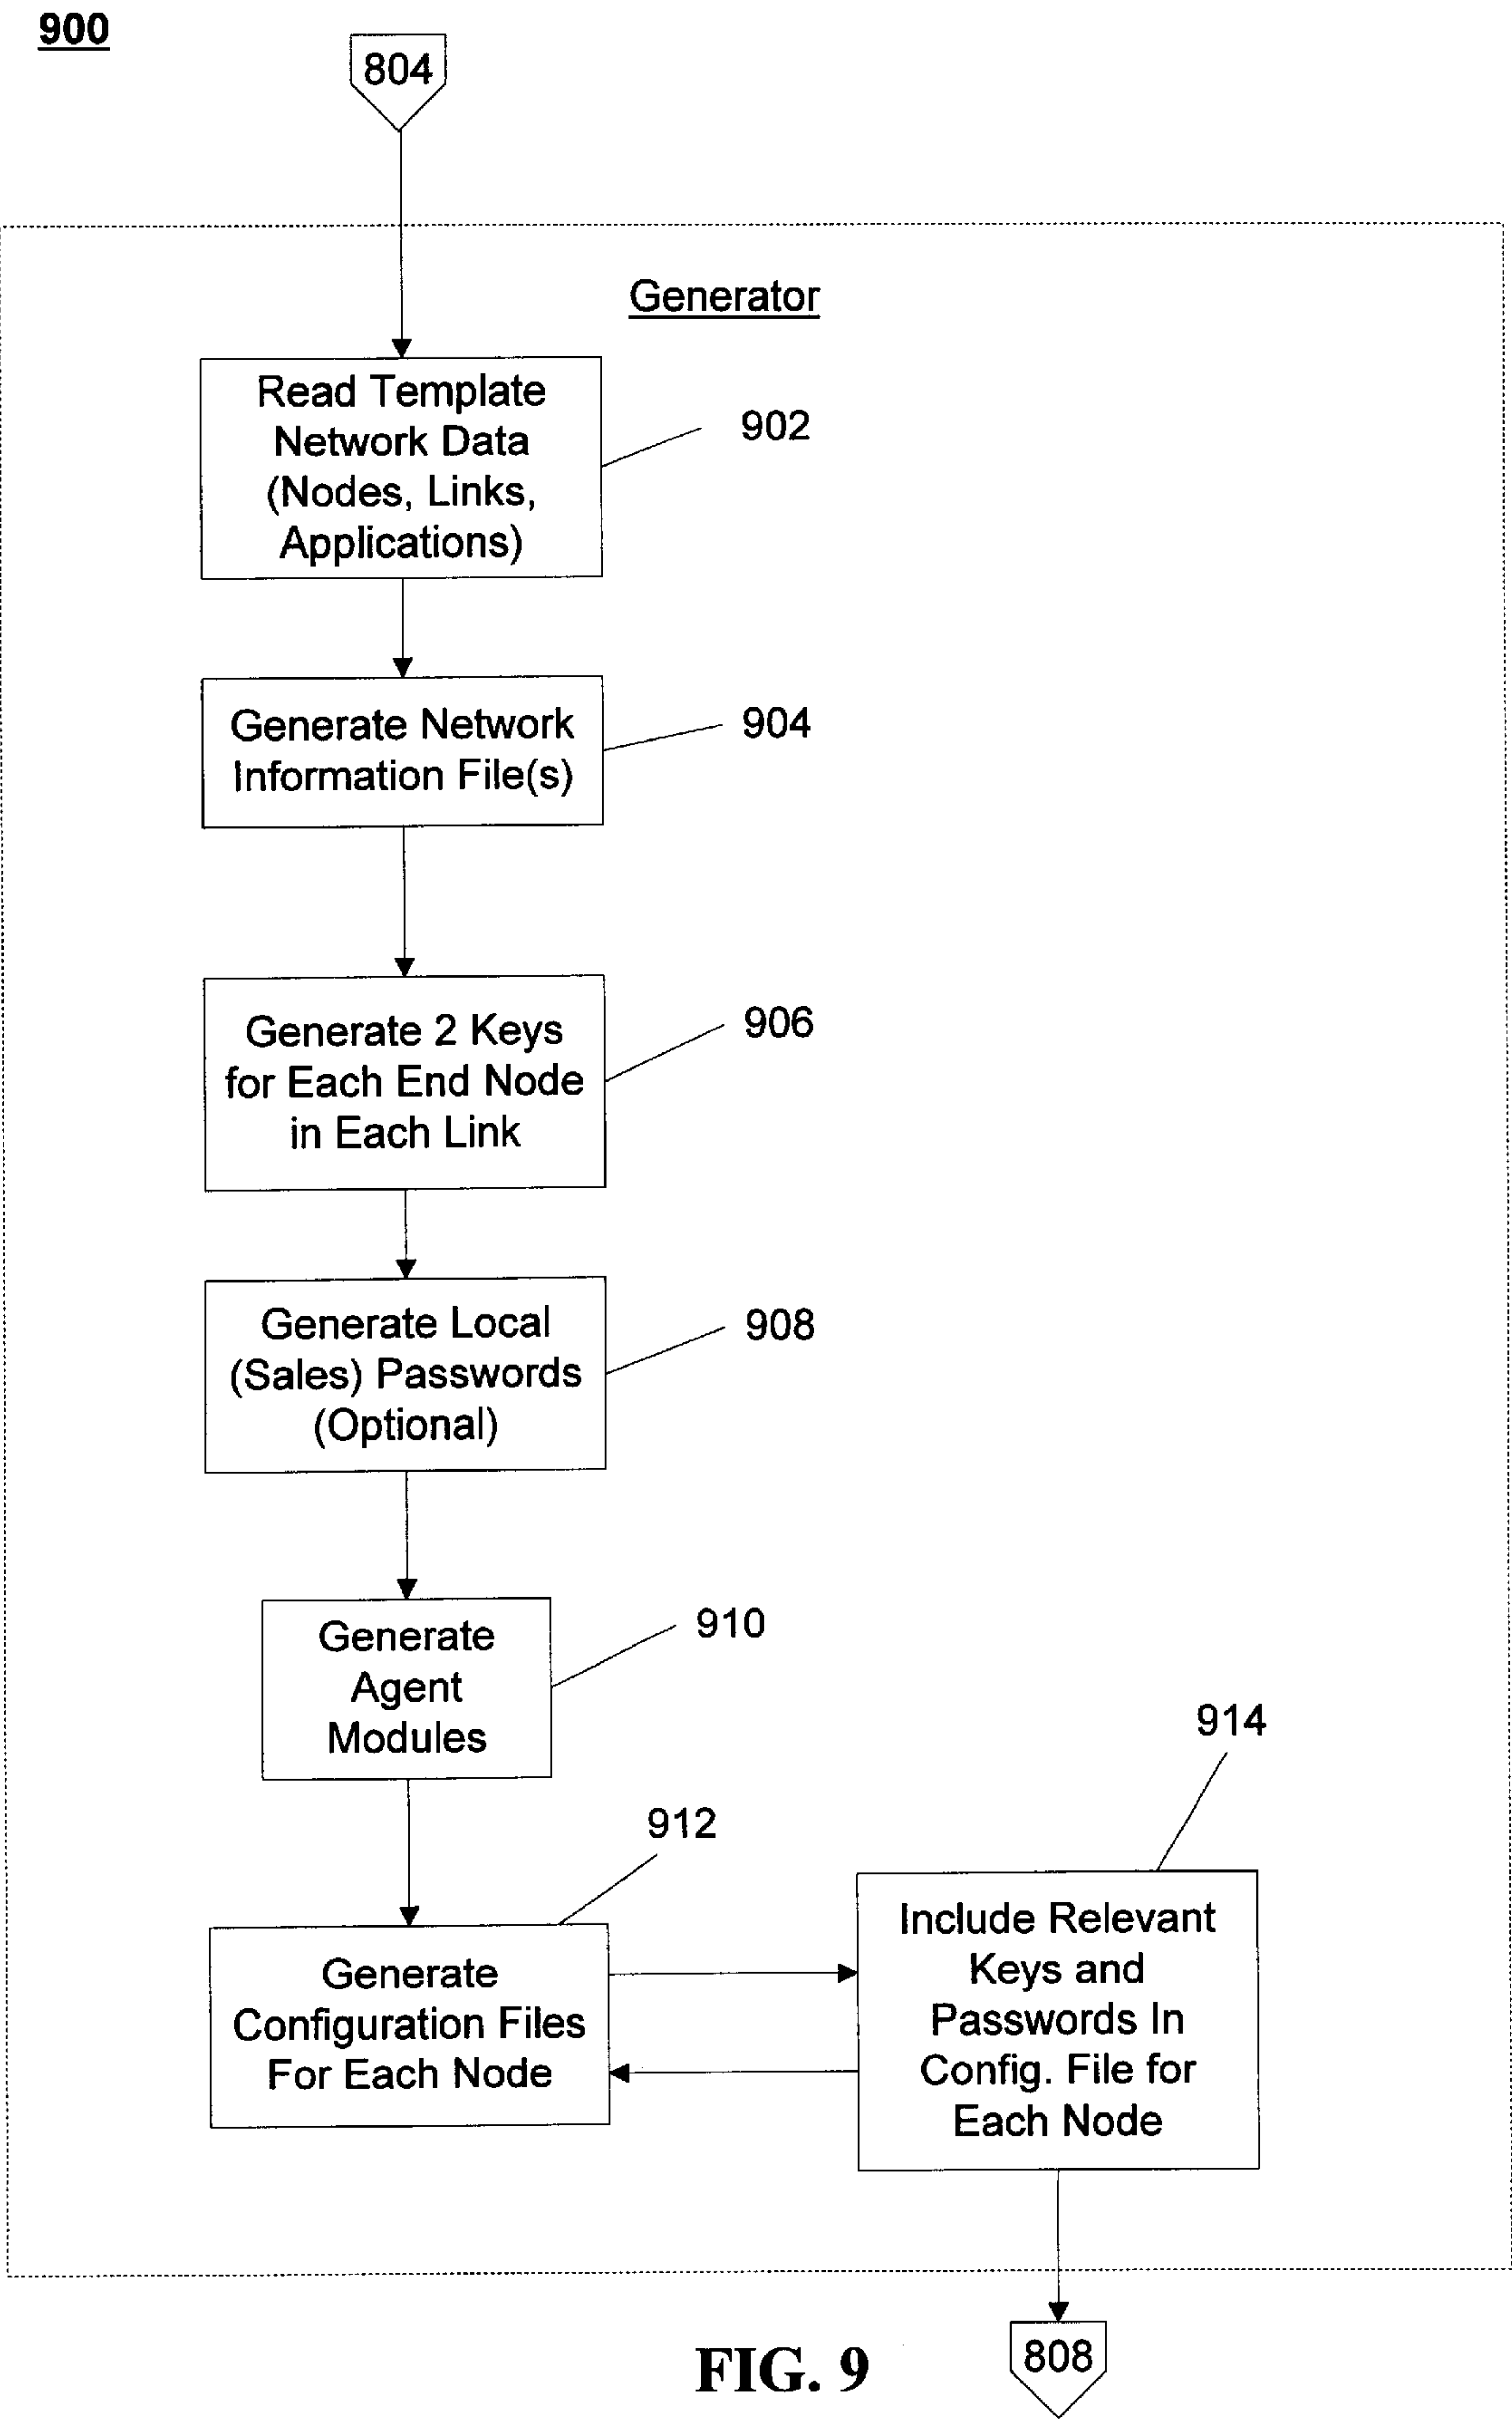 900
804
Generator
Read Template
Network Data
(Nodes, Links,
Applications)
902
Generate Network
Information File(s)
904
Generate 2 Keys
for Each End Node
in Each Link
906
Generate Local
(Sales) Passwords
(Optional)
908
Generate
Agent
Modules
910
912
Generate
Configuration Files
For Each Node
914
Include Relevant
Keys and
Passwords In
Config. File for
Each Node
808
FIG. 9